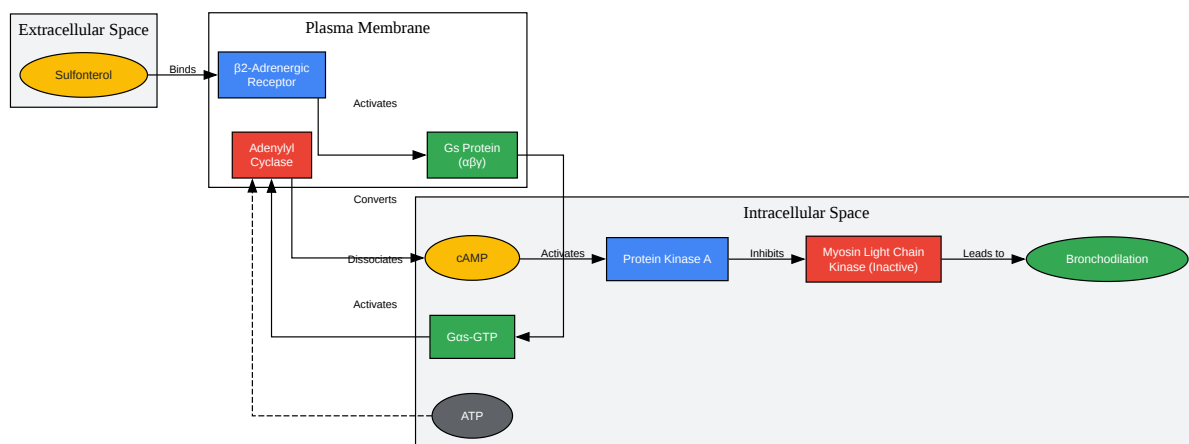 Extracellular Space
Sulfonterol
Binds
Plasma Membrane
β2-Adrenergic
Receptor
Activates
Adenylyl
Cyclase
Gs Protein
(αβγ)
Converts
Intracellular Space
Dissociates
cAMP
Activates
Protein Kinase A
Inhibits
Myosin Light Chain
Kinase (Inactive)
Leads to
Bronchodilation
Activates
Gαs-GTP
ATP